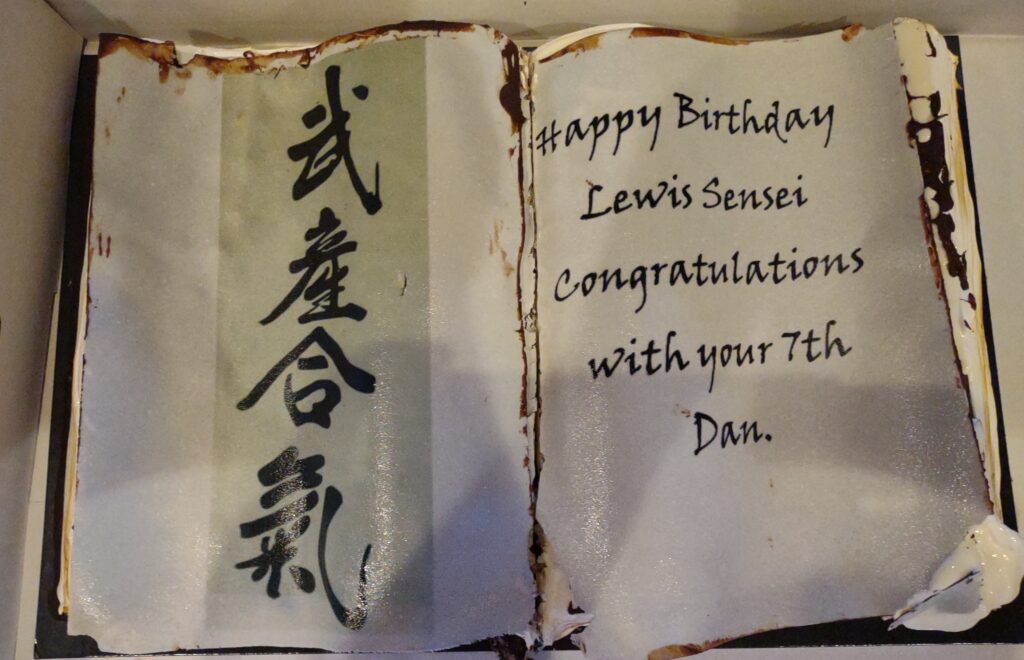 武産合氣
Happy Birthday
Lewis Sensei
Congratulations
with your 7th
Dan.